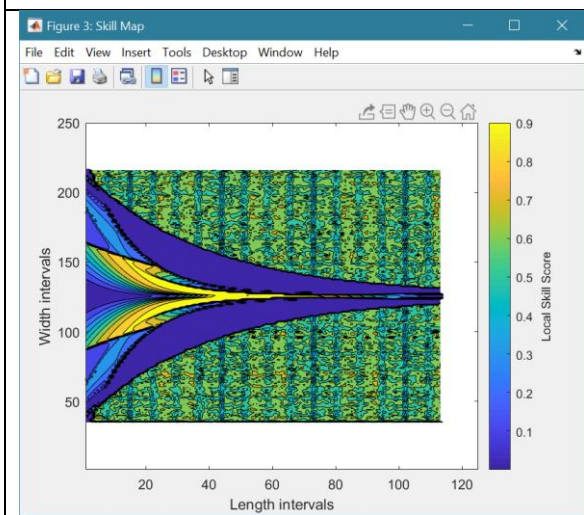 Figure 3: Skill Map
File Edit View Insert Tools Desktop Window Help
250
200
150
100
50
Width intervals
20 40 60 80 100 120
Length intervals
0.9
0.8
0.7
0.6
0.5
0.4
0.3
0.2
0.1
Local Skill Score